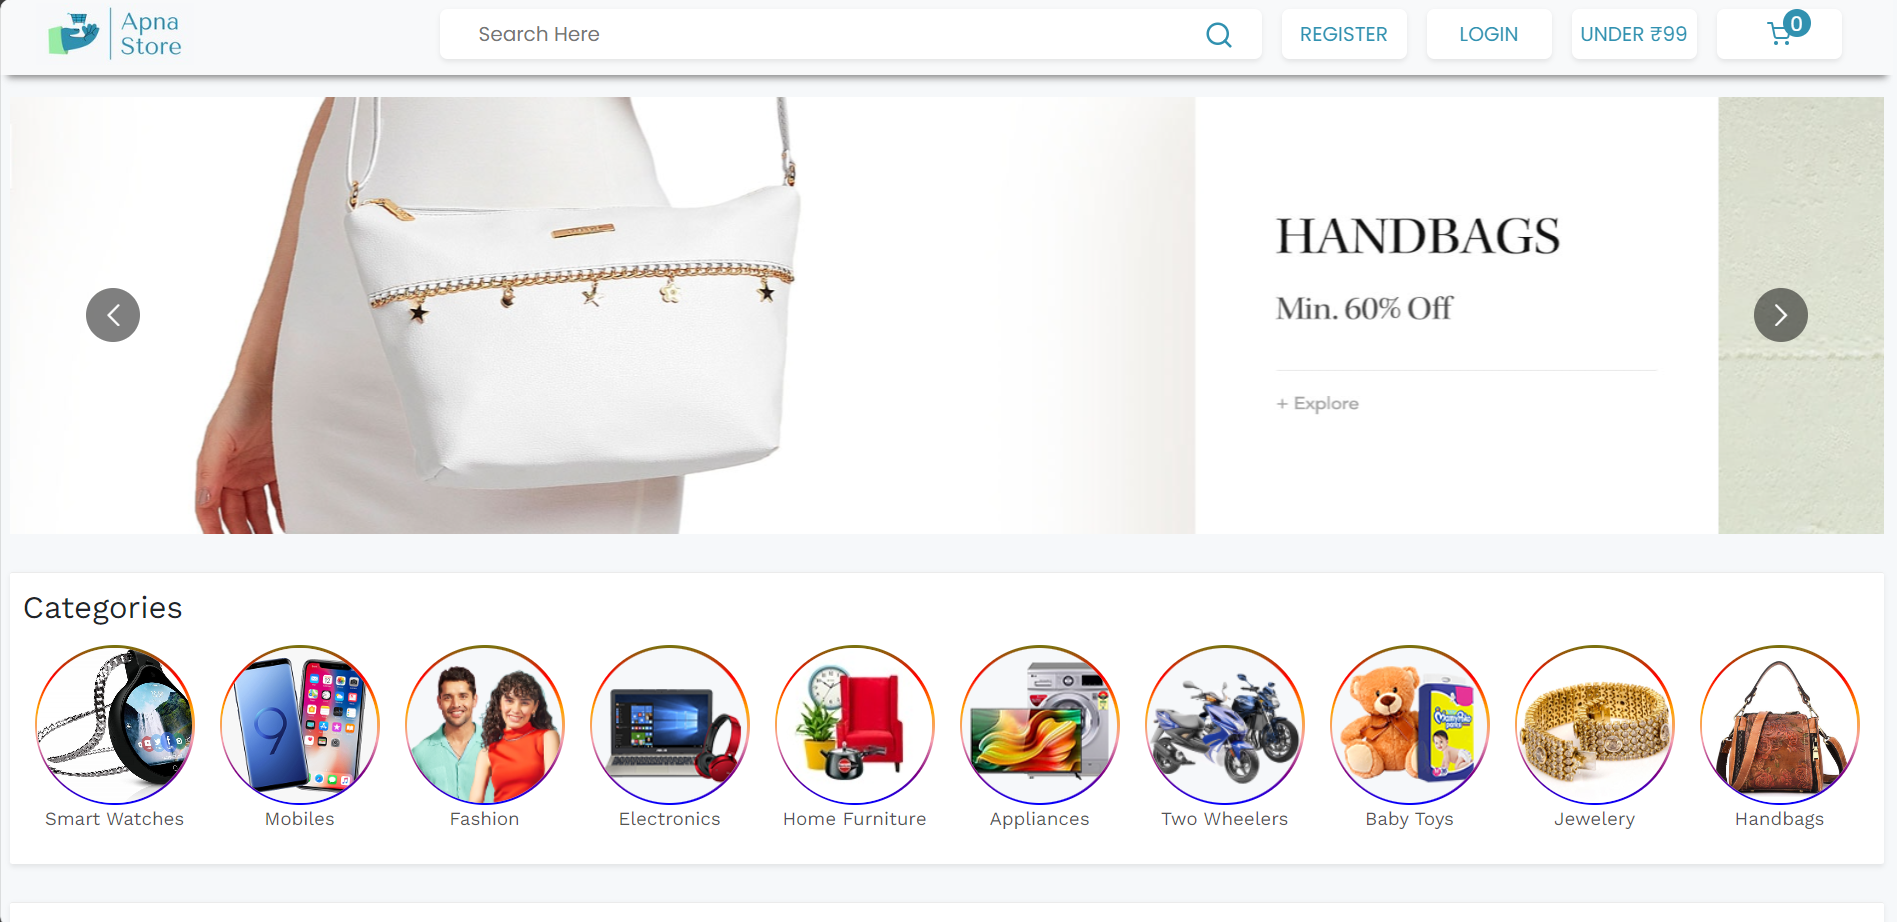 Apna
Store
Search Here
REGISTER
LOGIN
UNDER ₹99
0
HANDBAGS
Min. 60% Off
+ Explore
Categories
9
Smart Watches
Mobiles
Fashion
Electronics
Home Furniture
Appliances
Two Wheelers
Baby Toys
Jewelery
Handbags